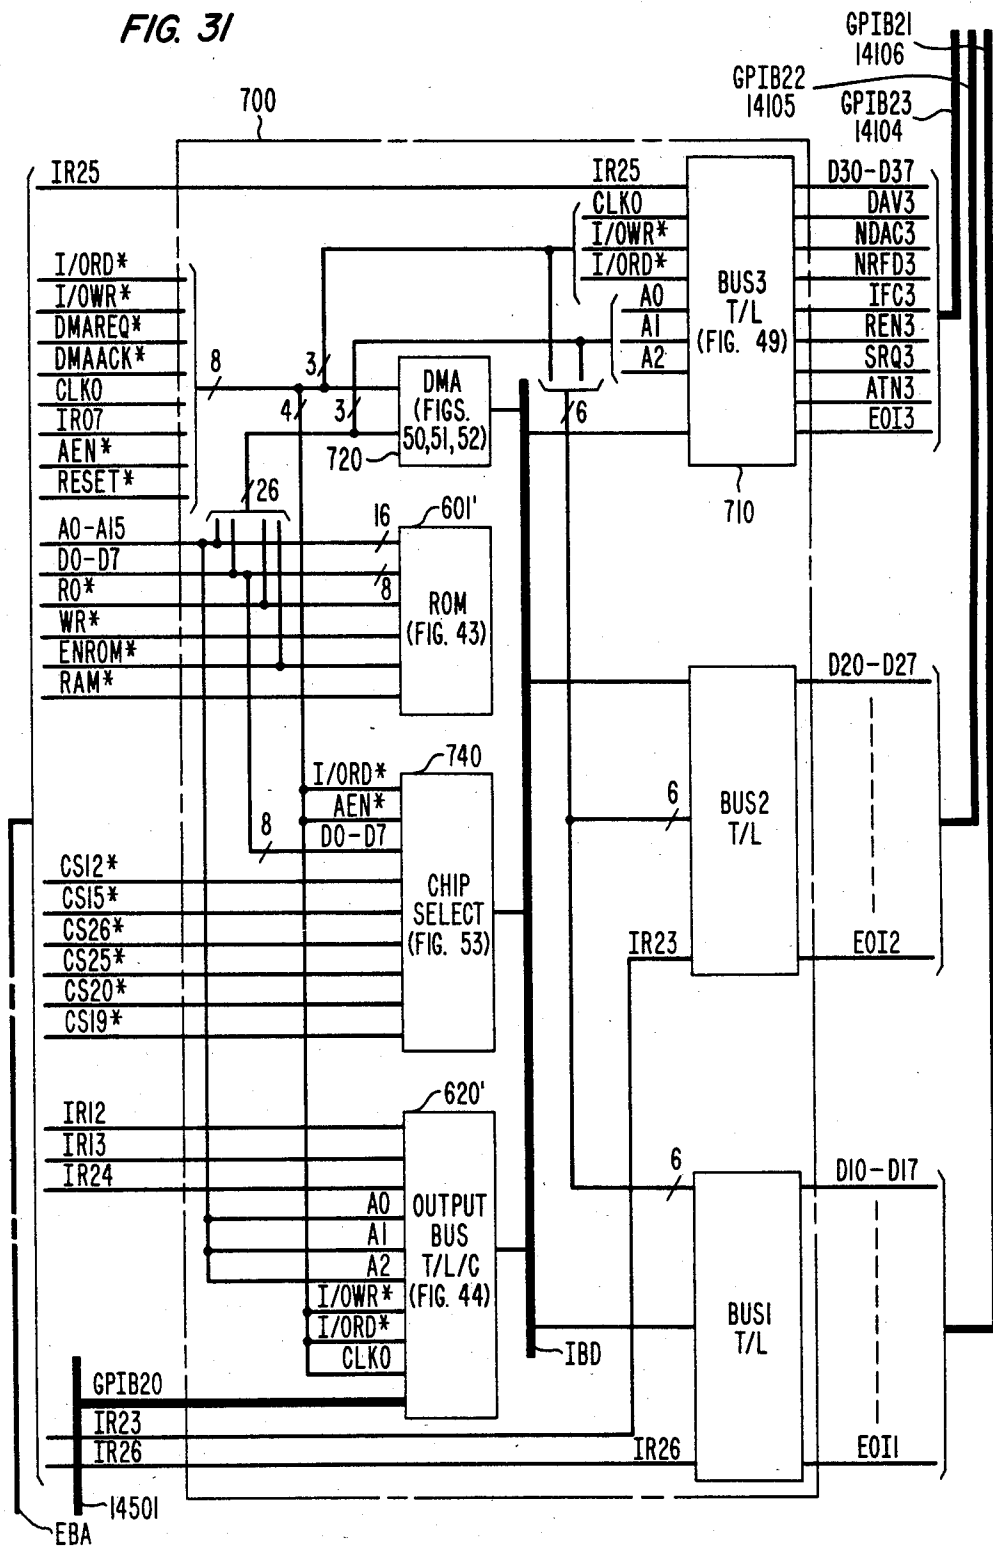 FIG. 31
GPIB21
14106
GPIB22
14105
GPIB23
14104
700
IR25
IR25
D30-D37
CLK0
DAV3
I/OWR*
NDAC3
I/ORD*
NRFD3
I/ORD*
I/OWR*
DMAREQ*
DMAACK*
CLK0
IR07
AEN*
RESET*
8
3
4
3
A0
A1
A2
BUS3
T/L
(FIG. 49)
IFC3
REN3
SRQ3
ATN3
EOI3
DMA
(FIGS.
50,51,52)
720
6
710
26
601'
A0-A15
16
D0-D7
8
RO*
WR*
ENROM*
RAM*
ROM
(FIG. 43)
D20-D27
740
I/ORD*
AEN*
8
D0-D7
6
BUS2
T/L
CS12*
CS15*
CS26*
CS25*
CS20*
CS19*
CHIP
SELECT
(FIG. 53)
IR23
EOI2
620'
IR12
IR13
IR24
A0
A1
A2
I/OWR*
I/ORD*
CLK0
OUTPUT
BUS
T/L/C
(FIG. 44)
6
D10-D17
BUS1
T/L
IBD
GPIB20
IR23
IR26
IR26
EOI1
14501
EBA